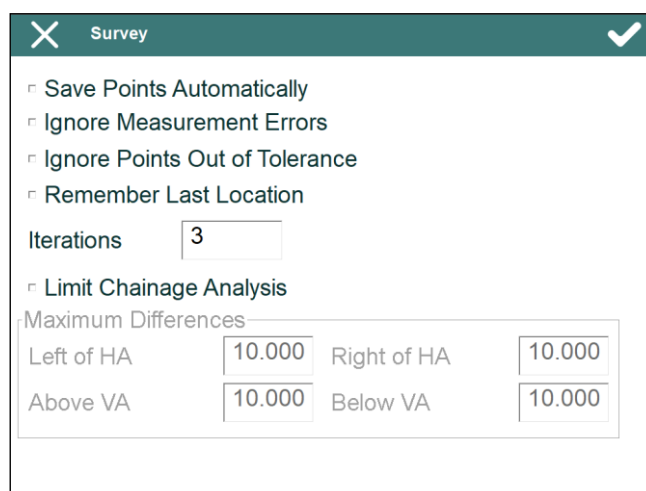 Survey
Save Points Automatically
Ignore Measurement Errors
Ignore Points Out of Tolerance
Remember Last Location
Iterations 3
Limit Chainage Analysis
Maximum Differences
Left of HA 10.000 Right of HA 10.000
Above VA 10.000 Below VA 10.000